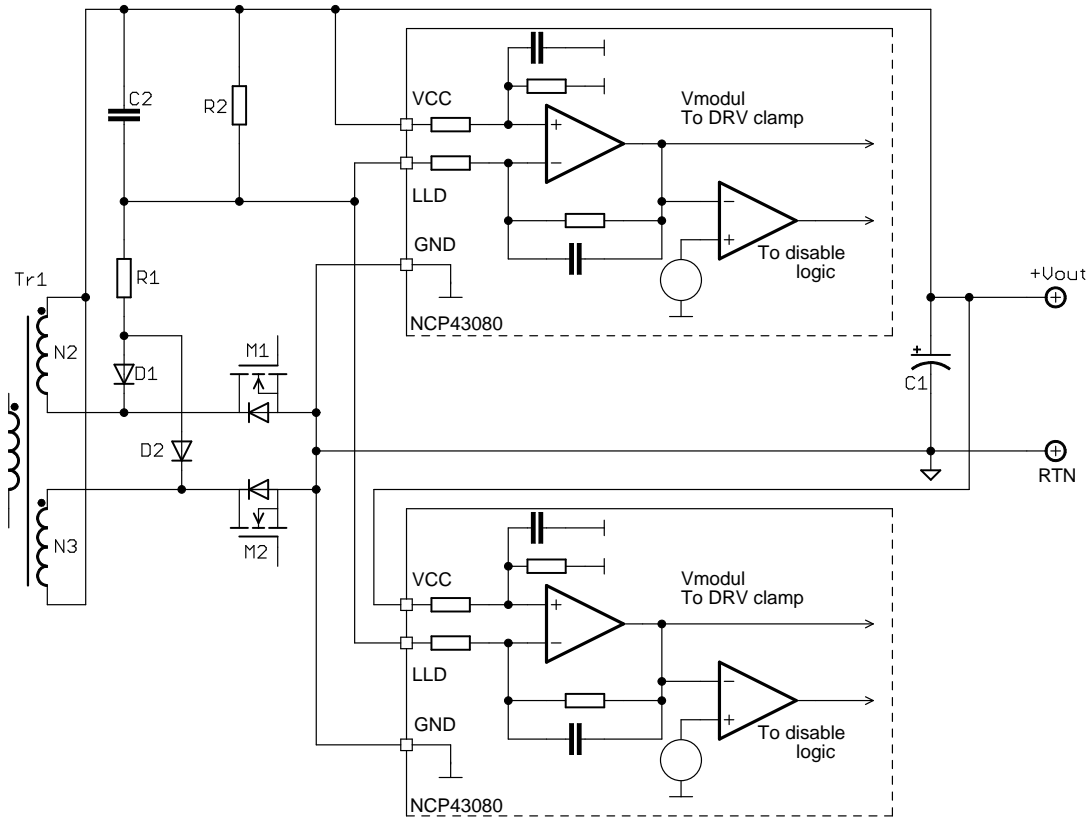 C2
R2
VCC
LLD
GND
+
−
Vmodul
To DRV clamp
−
+
To disable
logic
NCP43080
R1
Tr1
N2
D1
M1
D2
N3
M2
+Vout
+
C1
RTN
VCC
LLD
GND
+
−
Vmodul
To DRV clamp
−
+
To disable
logic
NCP43080